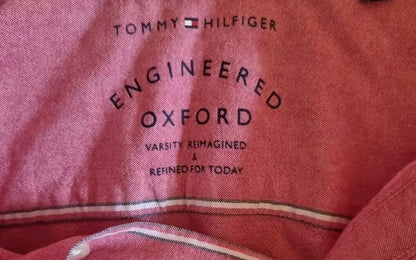 TOMMY HILFIGER
ENGINEERED
OXFORD
VARSITY REIMAGINED
&
REFINED FOR TODAY